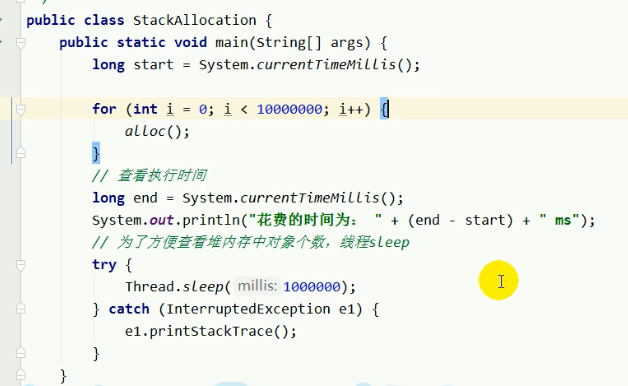 public class StackAllocation {
public static void main(String[] args) {
long start = System.currentTimeMillis();
for (int i = 0; i < 10000000; i++) {
alloc();
}
// 查看执行时间
long end = System.currentTimeMillis();
System.out.println("花费的时间为： " + (end - start) + " ms");
// 为了方便查看堆内存中对象个数，线程sleep
try {
Thread.sleep( millis: 1000000);
} catch (InterruptedException e1) {
e1.printStackTrace();
}
}